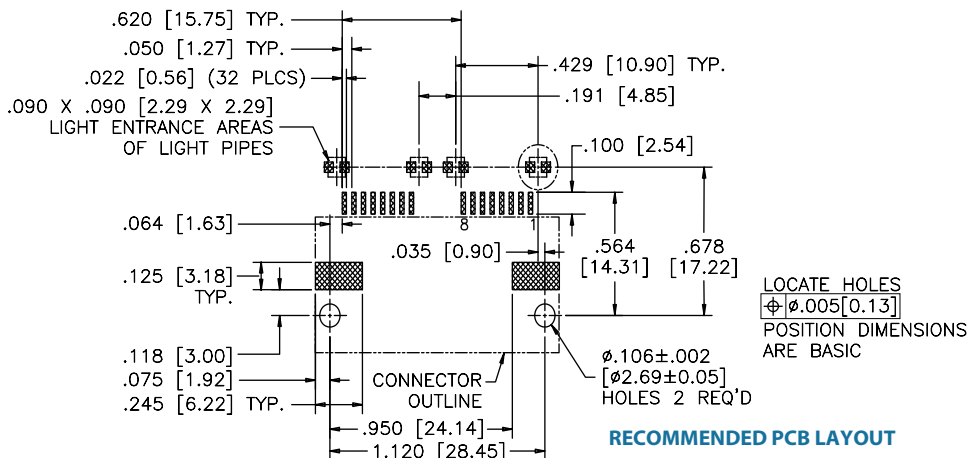 .620 [15.75] TYP.
.050 [1.27] TYP.
.022 [0.56] (32 PLCS)
.090 X .090 [2.29 X 2.29]
LIGHT ENTRANCE AREAS
OF LIGHT PIPES
.429 [10.90] TYP.
.191 [4.85]
.100 [2.54]
.064 [1.63]
8
1
.035 [0.90]
.564
[14.31]
.678
[17.22]
.125 [3.18]
TYP.
LOCATE HOLES
⌖ ø.005[0.13]
POSITION DIMENSIONS
ARE BASIC
.118 [3.00]
.075 [1.92]
.245 [6.22] TYP.
CONNECTOR
OUTLINE
ø.106±.002
[ø2.69±0.05]
HOLES 2 REQ'D
.950 [24.14]
1.120 [28.45]
RECOMMENDED PCB LAYOUT